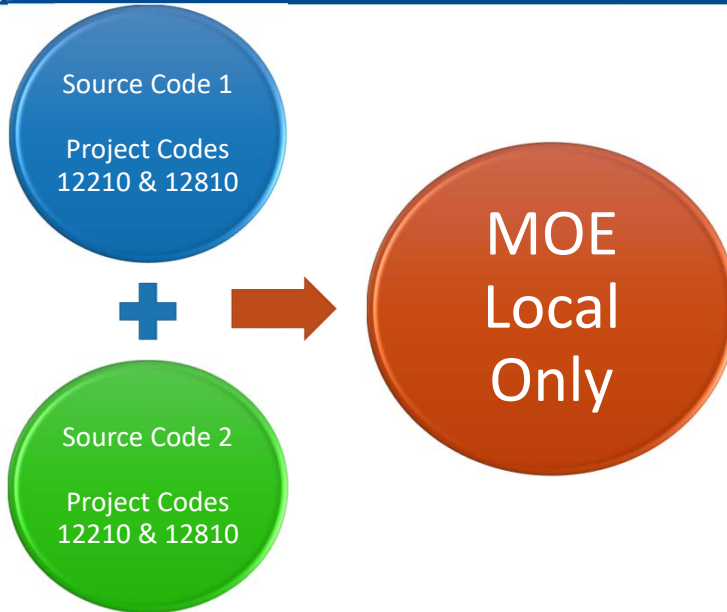 Source Code 1
Project Codes
12210 & 12810
Source Code 2
Project Codes
12210 & 12810
MOE
Local
Only